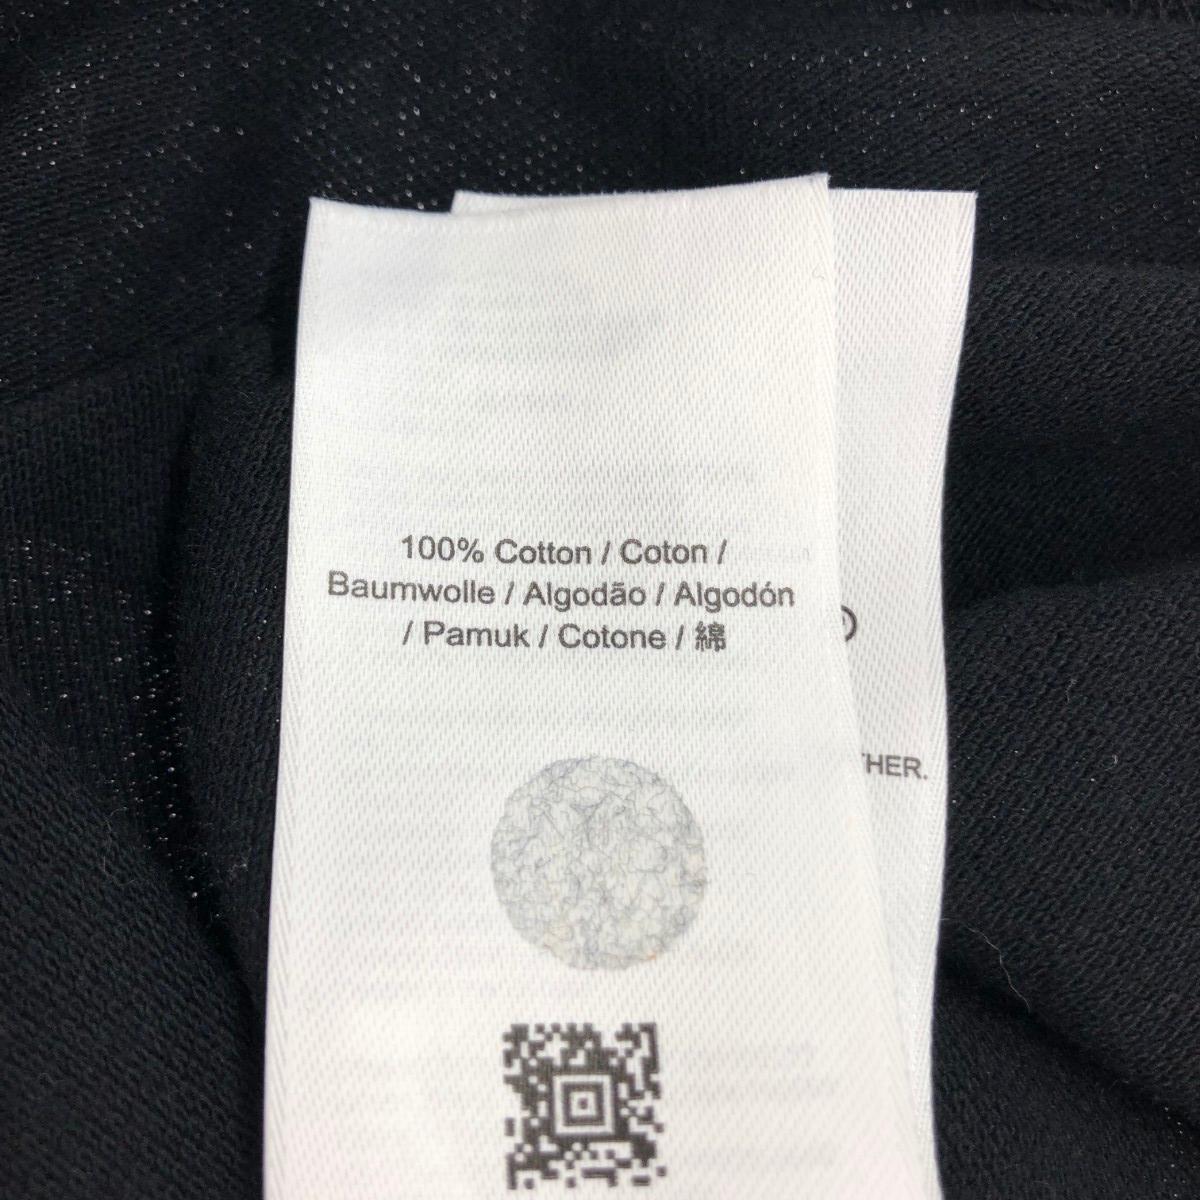 100% Cotton / Coton /
Baumwolle / Algodão / Algodón
/ Pamuk / Cotone / 綿
THER.